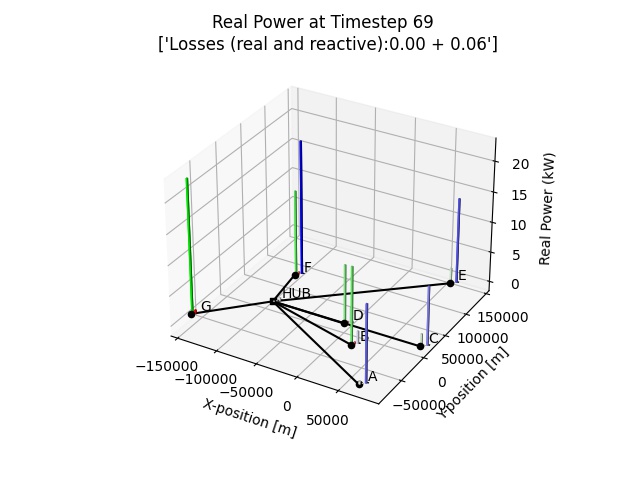 Real Power at Timestep 69
['Losses (real and reactive):0.00 + 0.06']
20
15
10
5
0
Real Power (kW)
F
E
HUB
G
D
B
C
A
−150000
−100000
−50000
0
50000
X-position [m]
−50000
0
50000
100000
150000
Y-position [m]